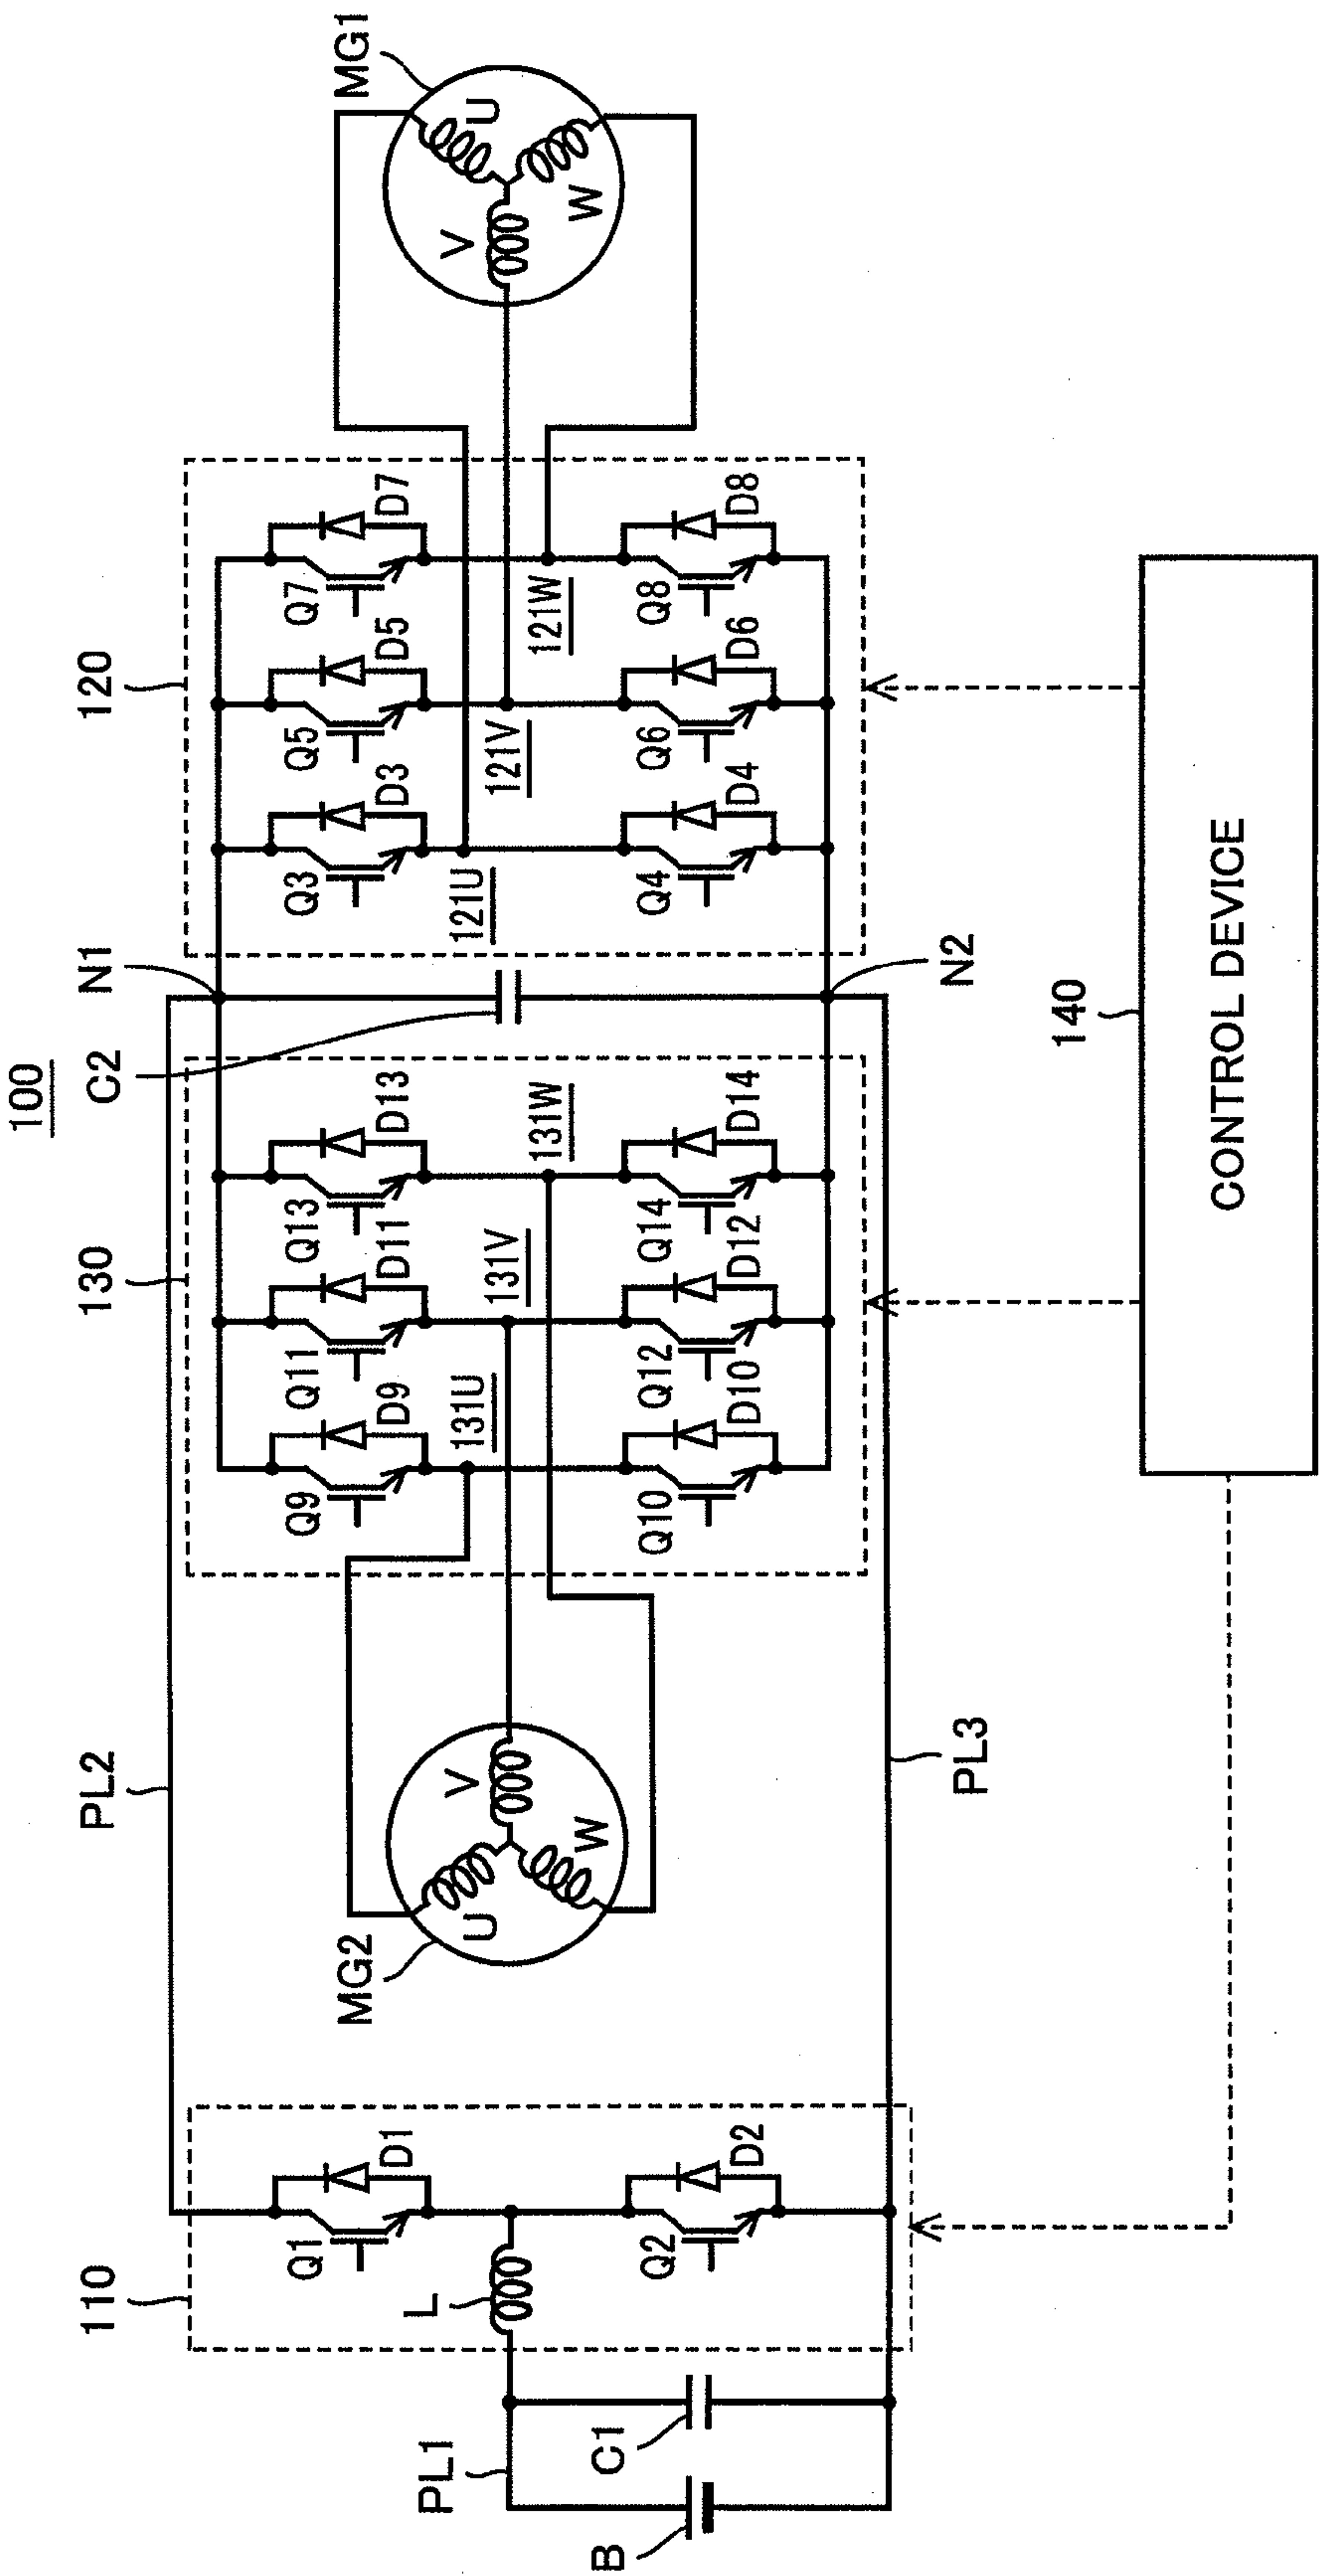 100
110
PL2
130
C2
N1
120
MG2
U
V
W
MG1
U
V
W
Q1
D1
Q9
D9
Q11
D11
Q13
D13
Q3
D3
Q5
D5
Q7
D7
PL1
L
131U
131V
131W
121U
121V
121W
B
C1
Q2
D2
Q10
D10
Q12
D12
Q14
D14
Q4
D4
Q6
D6
Q8
D8
PL3
N2
140
CONTROL DEVICE